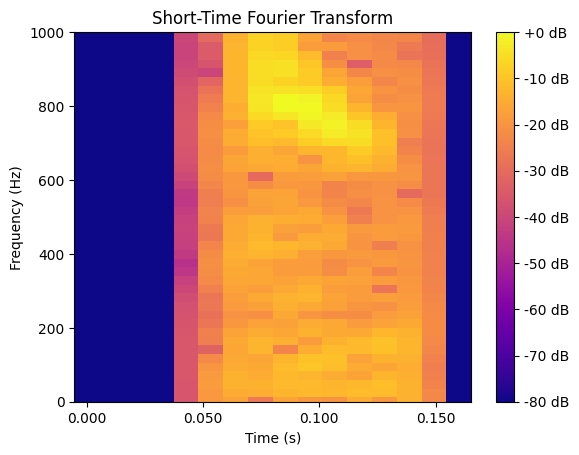 Short-Time Fourier Transform
1000
800
600
400
200
0
Frequency (Hz)
0.000
0.050
0.100
0.150
Time (s)
+0 dB
-10 dB
-20 dB
-30 dB
-40 dB
-50 dB
-60 dB
-70 dB
-80 dB